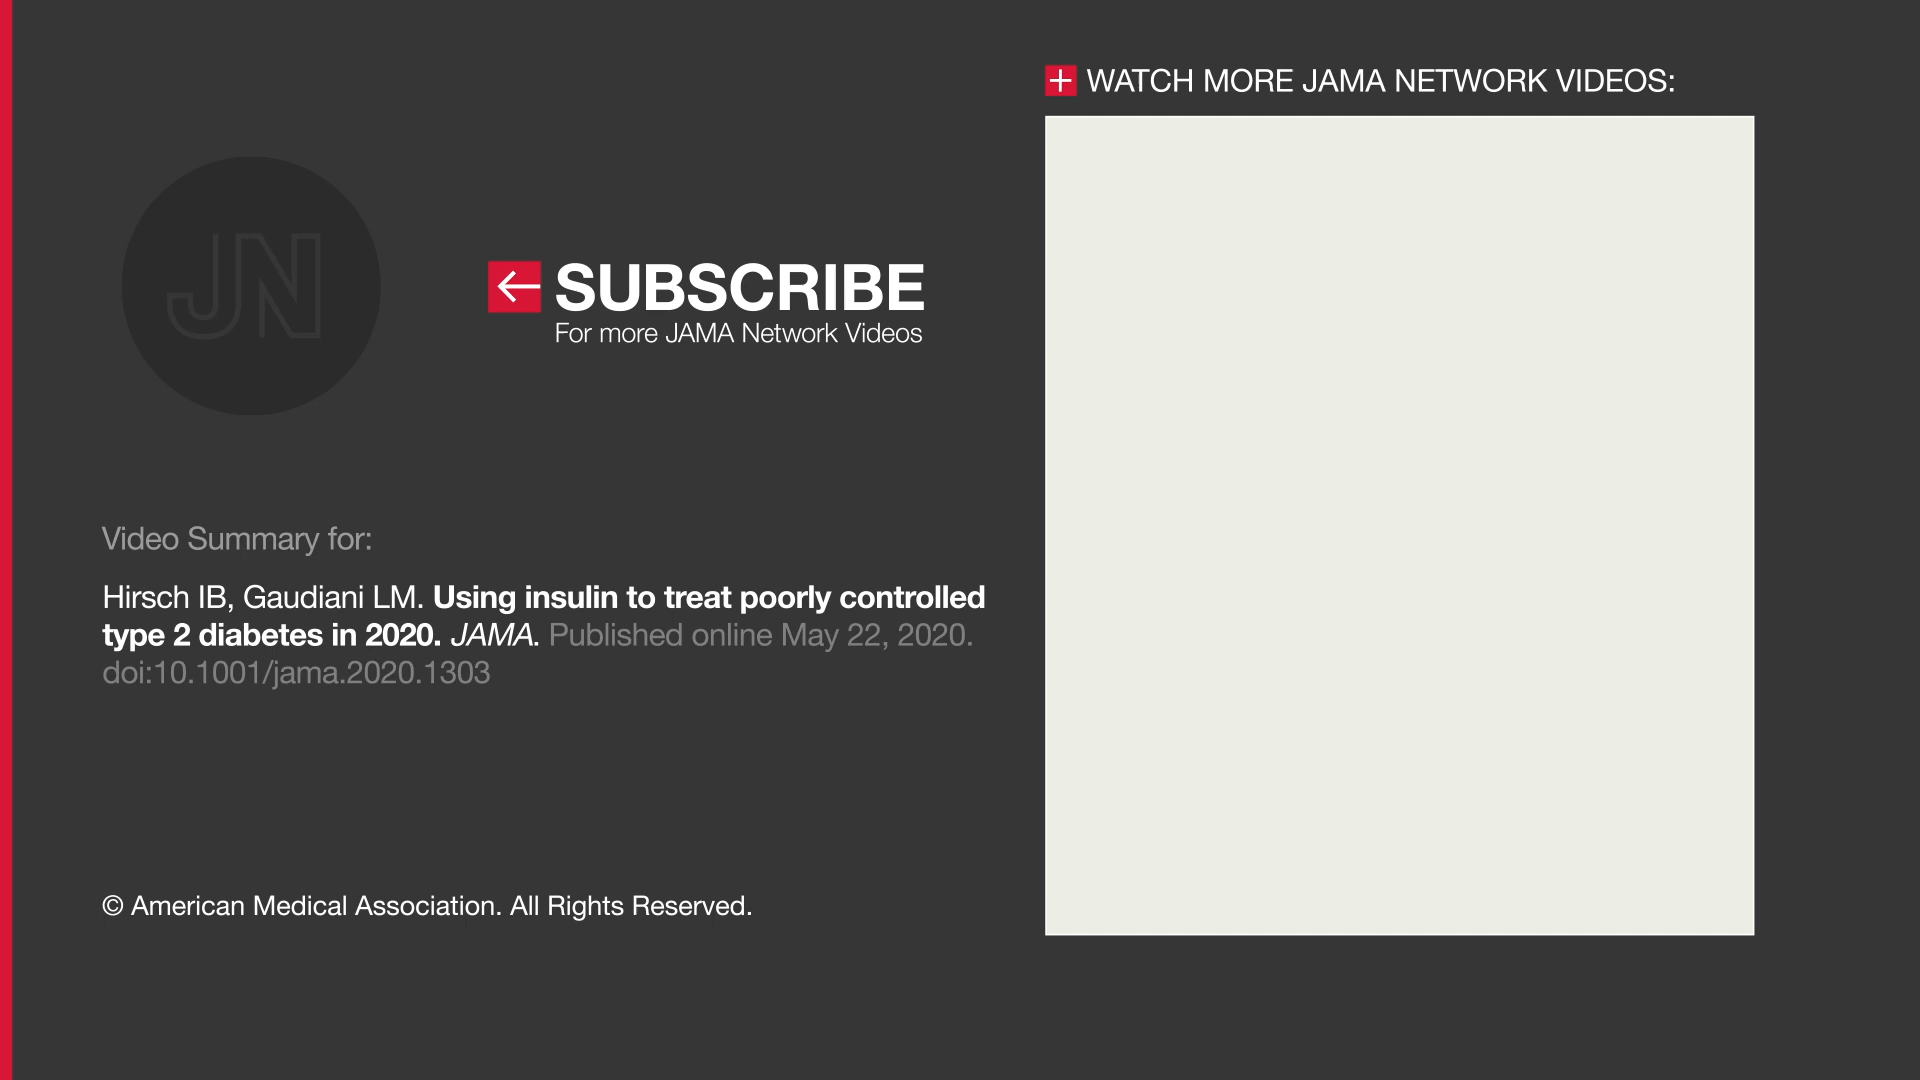 WATCH MORE JAMA NETWORK VIDEOS:
JN
SUBSCRIBE
For more JAMA Network Videos
Video Summary for:
Hirsch IB, Gaudiani LM. Using insulin to treat poorly controlled
type 2 diabetes in 2020. JAMA. Published online May 22, 2020.
doi:10.1001/jama.2020.1303
© American Medical Association. All Rights Reserved.